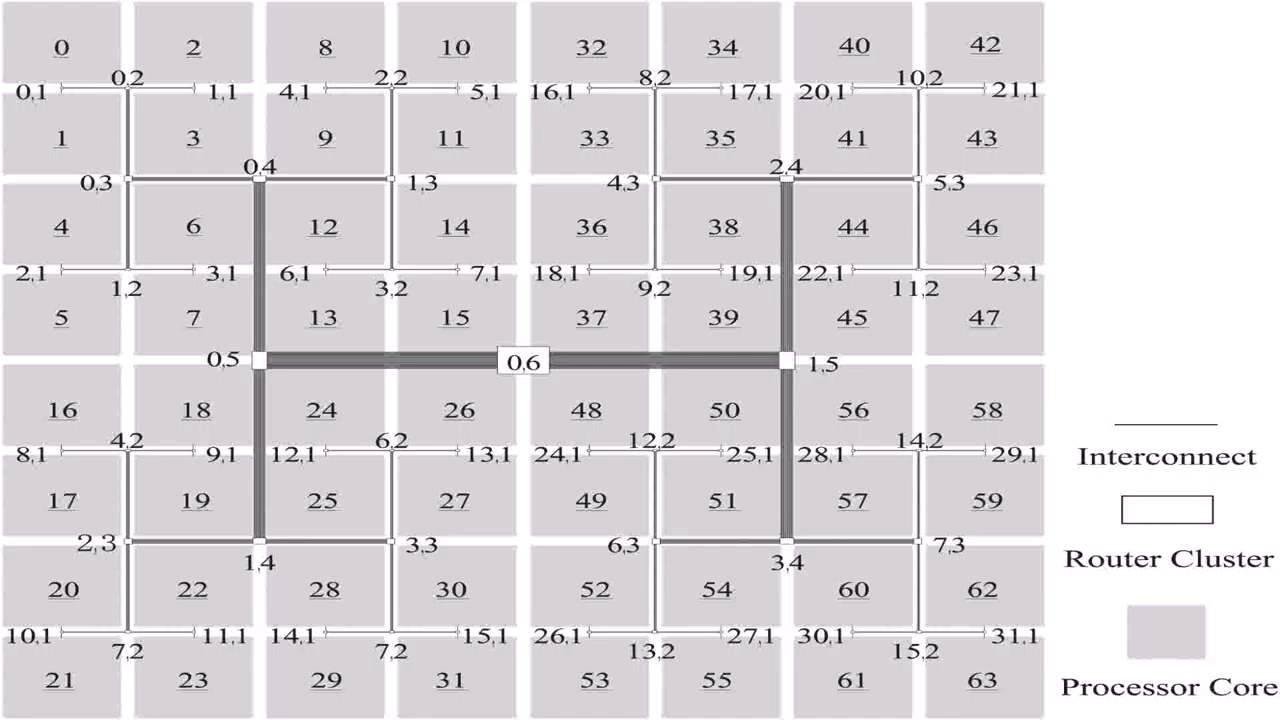 0 2 8 10 32 34 40 42
0,2 2,2 8,2 10,2
0,1 1,1 4,1 5,1 16,1 17,1 20,1 21,1
1 3 9 11 33 35 41 43
0,4 2,4
0,3 1,3 4,3 5,3
4 6 12 14 36 38 44 46
2,1 3,1 6,1 7,1 18,1 19,1 22,1 23,1
1,2 3,2 9,2 11,2
5 7 13 15 37 39 45 47
0,5 0,6 1,5
16 18 24 26 48 50 56 58
4,2 6,2 12,2 14,2
8,1 9,1 12,1 13,1 24,1 25,1 28,1 29,1
Interconnect
17 19 25 27 49 51 57 59
2,3 3,3 6,3 7,3
1,4 3,4
Router Cluster
20 22 28 30 52 54 60 62
10,1 11,1 14,1 15,1 26,1 27,1 30,1 31,1
7,2 7,2 13,2 15,2
21 23 29 31 53 55 61 63
Processor Core